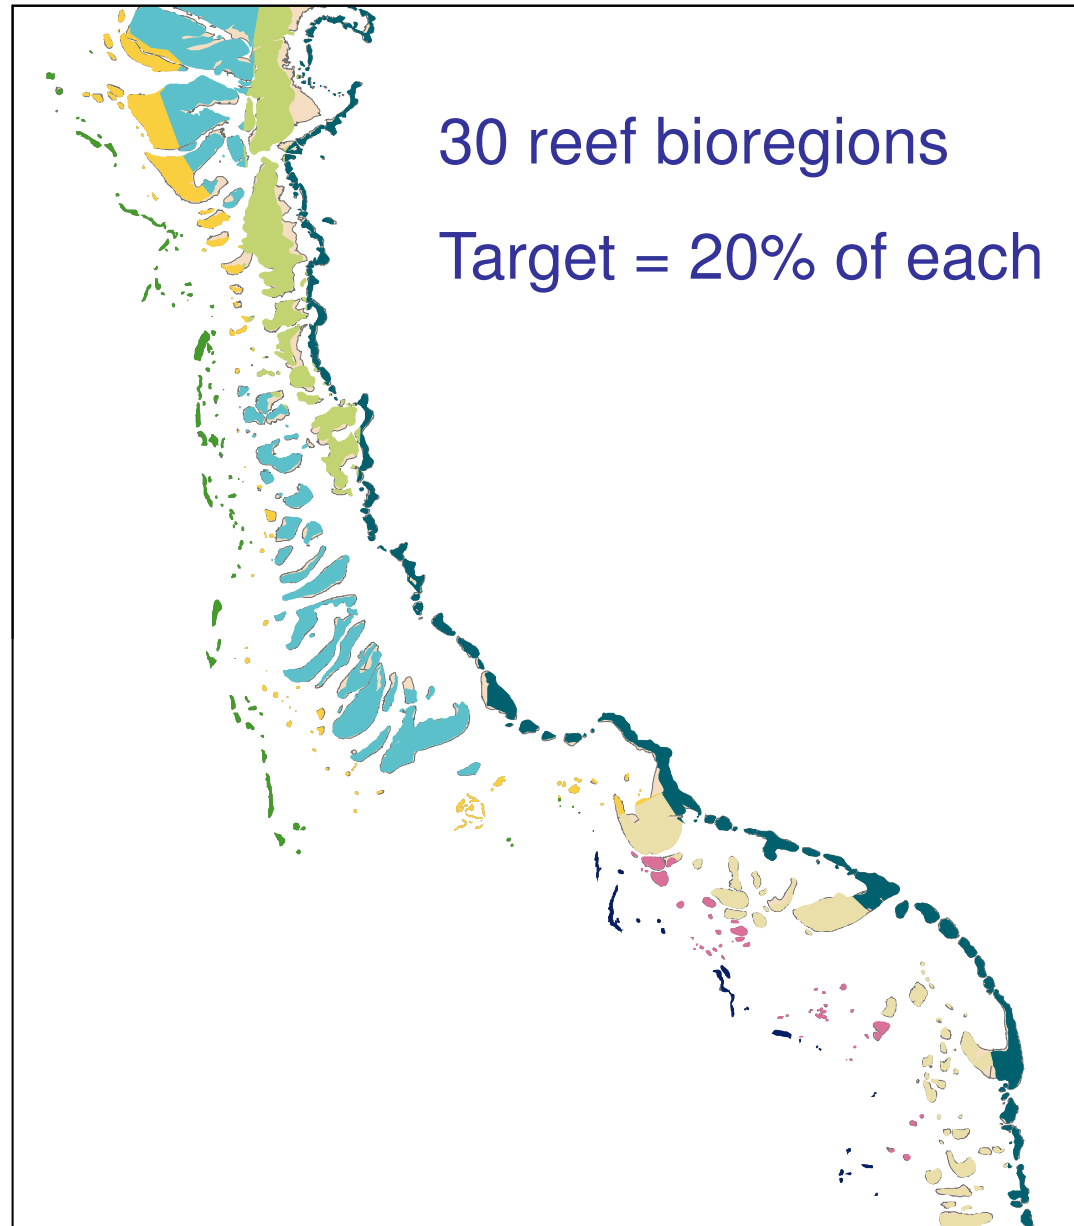 30 reef bioregions
Target = 20% of each